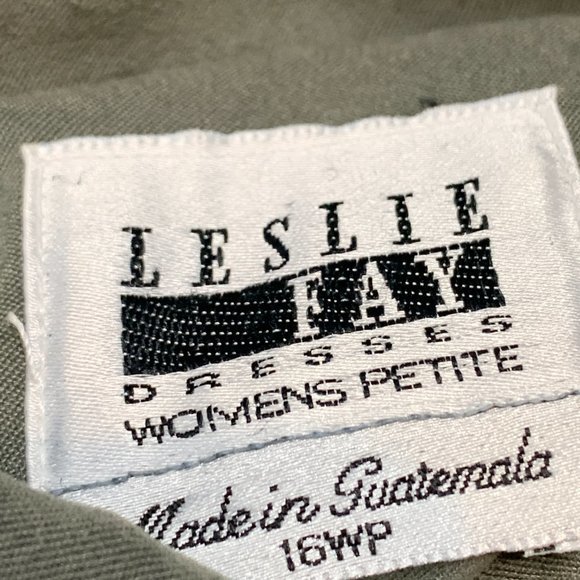 LESLIE
FAY
DRESSES
WOMENS PETITE
Made in Guatemala
16WP